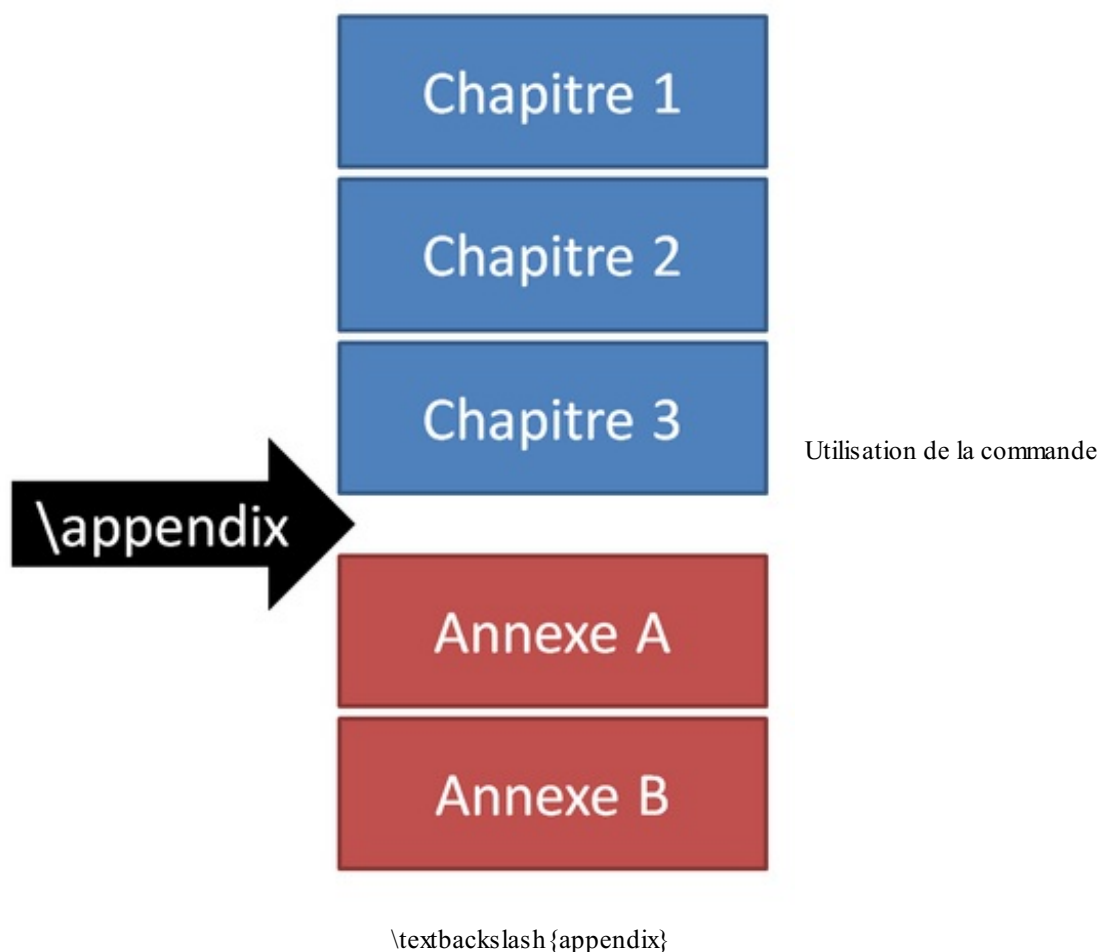 Chapitre 1
Chapitre 2
Chapitre 3
Utilisation de la commande
\appendix
Annexe A
Annexe B
\textbackslash{appendix}